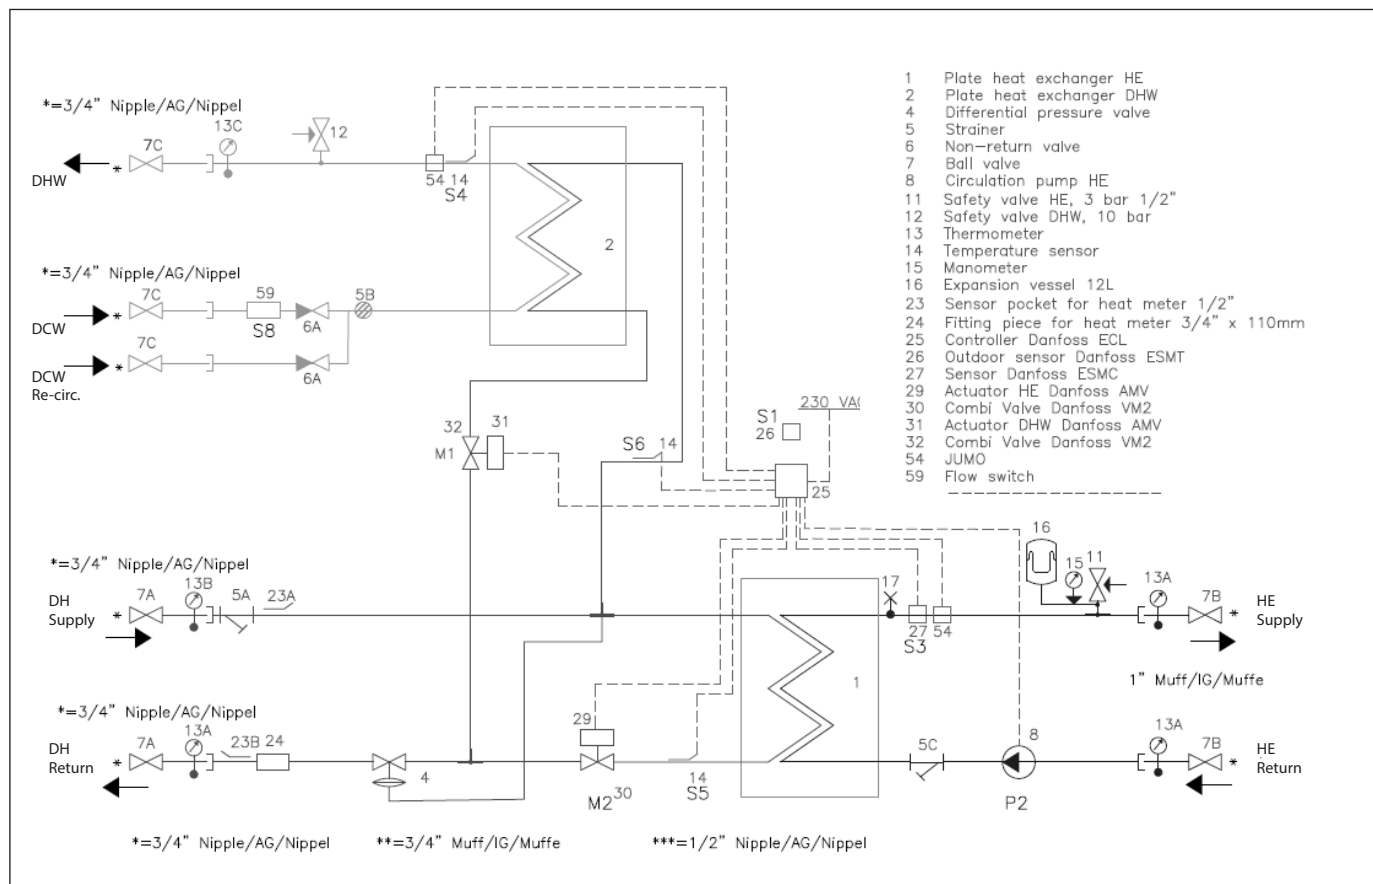 *=3/4" Nipple/AG/Nippel
13C
7C
12
*
DHW
54 14
S4
2
*=3/4" Nipple/AG/Nippel
7C
59
5B
*
DCW
S8
6A
7C
*
DCW
Re-circ.
6A
1 Plate heat exchanger HE
2 Plate heat exchanger DHW
4 Differential pressure valve
5 Strainer
6 Non-return valve
7 Ball valve
8 Circulation pump HE
11 Safety valve HE, 3 bar 1/2"
12 Safety valve DHW, 10 bar
13 Thermometer
14 Temperature sensor
15 Manometer
16 Expansion vessel 12L
23 Sensor pocket for heat meter 1/2"
24 Fitting piece for heat meter 3/4" x 110mm
25 Controller Danfoss ECL
26 Outdoor sensor Danfoss ESMT
27 Sensor Danfoss ESMC
29 Actuator HE Danfoss AMV
30 Combi Valve Danfoss VM2
31 Actuator DHW Danfoss AMV
32 Combi Valve Danfoss VM2
54 JUMO
59 Flow switch
32
31
M1
S6 14
S1
26
230 VAC
25
*=3/4" Nipple/AG/Nippel
DH
Supply
*
7A
13B
5A
23A
17
27
54
S3
16
15
11
13A
7B
*
HE
Supply
1
1" Muff/IG/Muffe
*=3/4" Nipple/AG/Nippel
DH
Return
*
7A
13A
23B
24
4
29
M2 30
14
S5
5C
8
P2
13A
7B
*
HE
Return
*=3/4" Nipple/AG/Nippel
**=3/4" Muff/IG/Muffe
***=1/2" Nipple/AG/Nippel